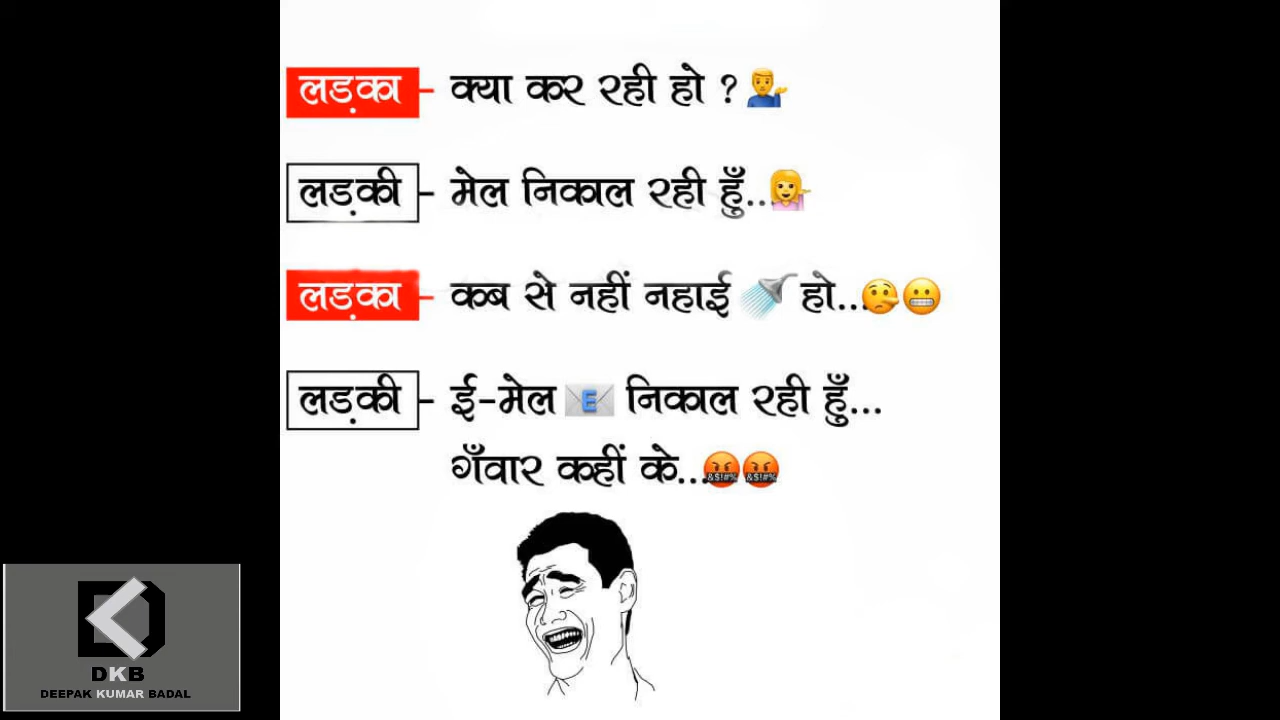 लड़का - क्या कर रही हो ? 💁‍♂️
लड़की - मेल निकाल रही हुँ..💁‍♀️
लड़का - कब से नहीं नहाई 🚿 हो...🤥😬
लड़की - ई-मेल 📧 निकाल रही हुँ...
गँवार कहीं के...🤬🤬
DKB
DEEPAK KUMAR BADAL